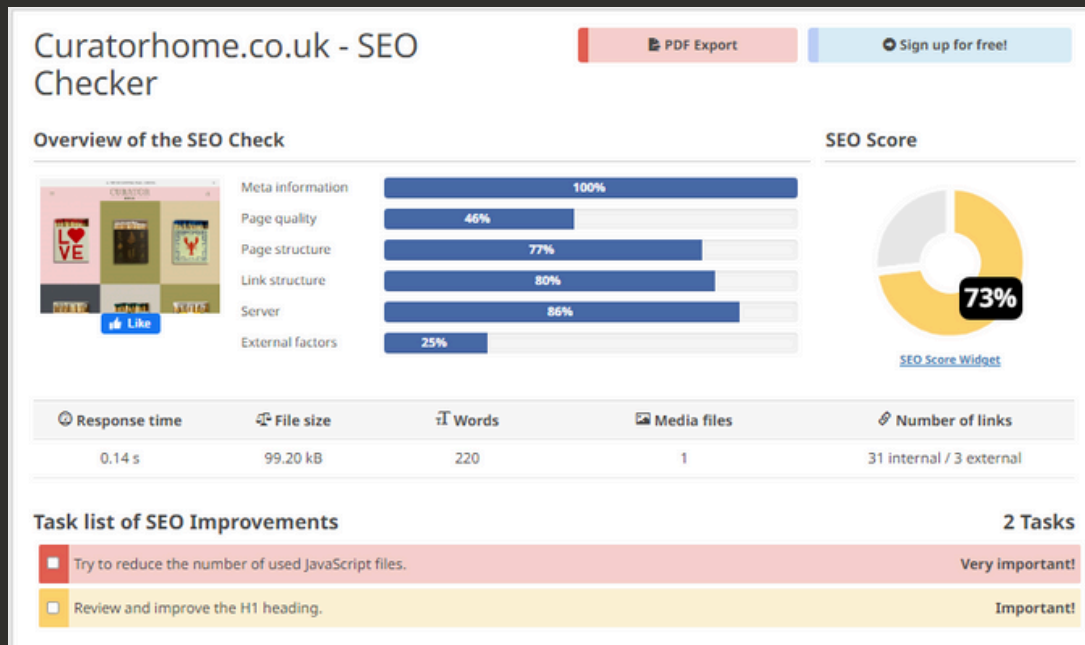 Curatorhome.co.uk - SEO
Checker
PDF Export
Sign up for free!
Overview of the SEO Check
SEO Score
CURATOR
LOVE
Like
Meta information 100%
Page quality 46%
Page structure 77%
Link structure 80%
Server 86%
External factors 25%
73%
SEO Score Widget
Response time File size Words Media files Number of links
0.14 s 99.20 kB 220 1 31 internal / 3 external
Task list of SEO Improvements 2 Tasks
Try to reduce the number of used JavaScript files. Very important!
Review and improve the H1 heading. Important!